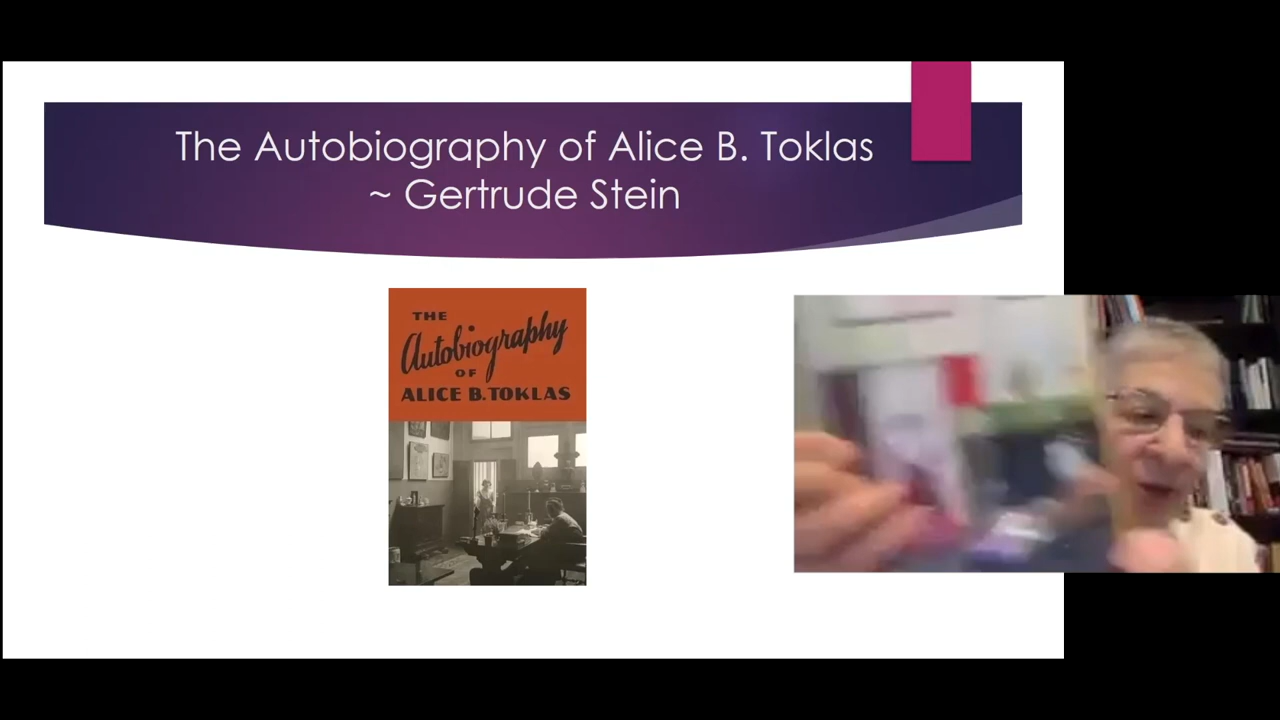 The Autobiography of Alice B. Toklas
~ Gertrude Stein
THE
Autobiography
OF
ALICE B. TOKLAS